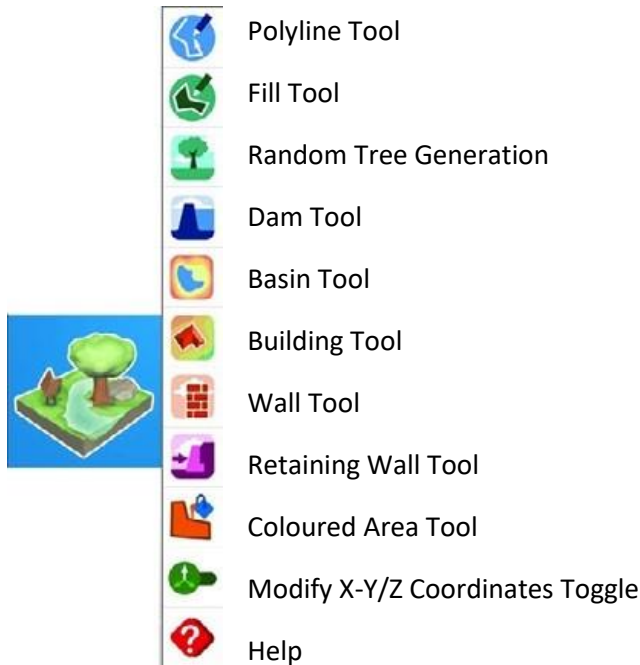 Polyline Tool
Fill Tool
Random Tree Generation
Dam Tool
Basin Tool
Building Tool
Wall Tool
Retaining Wall Tool
Coloured Area Tool
Modify X-Y/Z Coordinates Toggle
?
Help